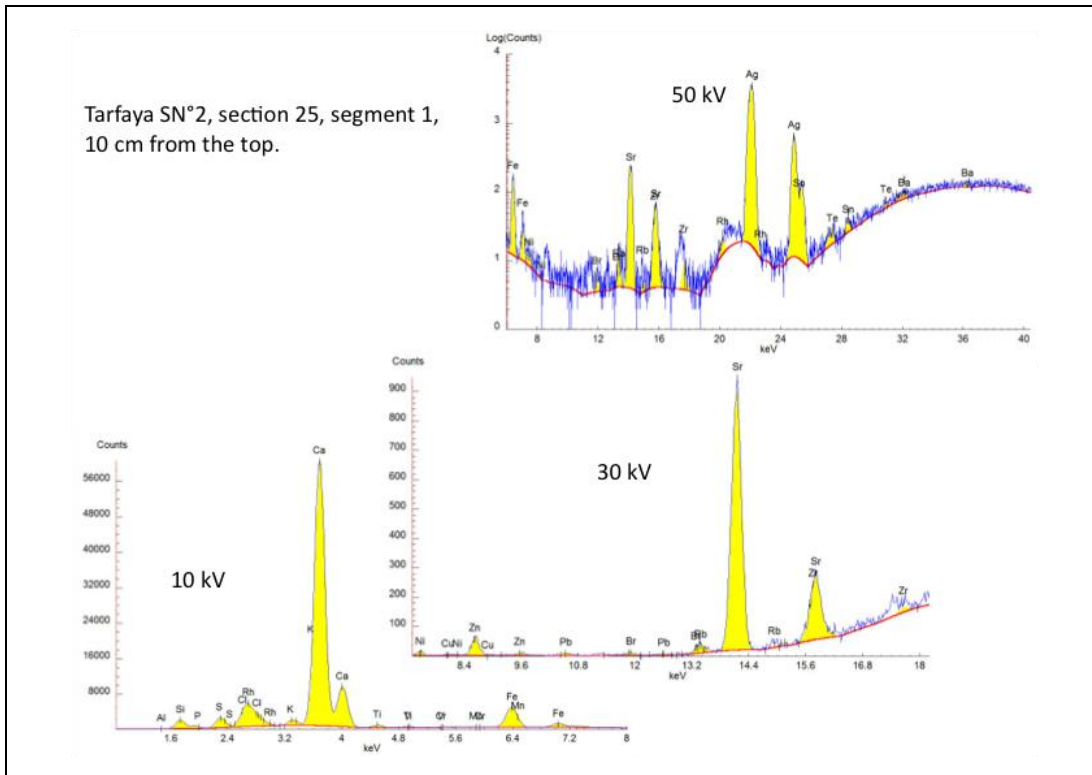 Tarfaya SN°2, section 25, segment 1,
10 cm from the top.
Log(Counts)
50 kV
4
3
2
1
0
Fe
Fe
Ni
Br
Sr
Rb
Sr
Zr
Rh
Ag
Rh
Ag
Te
Sn
Te
Ba
Ba
8 12 16 20 24 28 32 36 40
keV
Counts
30 kV
900
800
700
600
500
400
300
200
100
Ni
Cu
Ni
Zn
Cu
Zn
Pb
Br
Pb
Rb
Sr
Rb
Sr
Zr
Zr
8.4 9.6 10.8 12 13.2 14.4 15.6 16.8 18
keV
Counts
10 kV
56000
48000
40000
32000
24000
16000
8000
Al
Si
P
S
S
Cl
Rh
Cl
Rh
K
K
Ca
Ca
Ti
Fe
Mn
Fe
1.6 2.4 3.2 4 4.8 5.6 6.4 7.2 8
keV